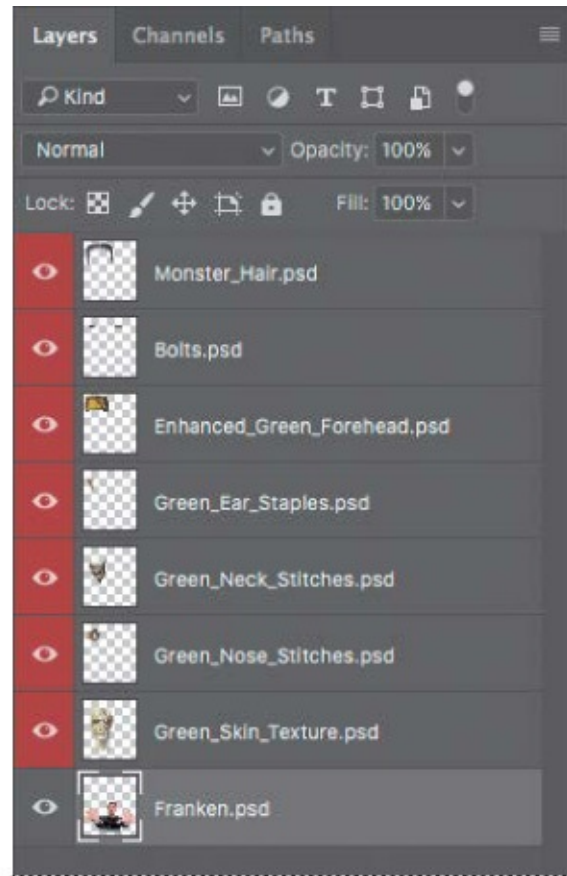 Layers Channels Paths
Kind T
Normal Opacity: 100%
Lock: Fill: 100%
Monster_Hair.psd
Bolts.psd
Enhanced_Green_Forehead.psd
Green_Ear_Staples.psd
Green_Neck_Stitches.psd
Green_Nose_Stitches.psd
Green_Skin_Texture.psd
Franken.psd